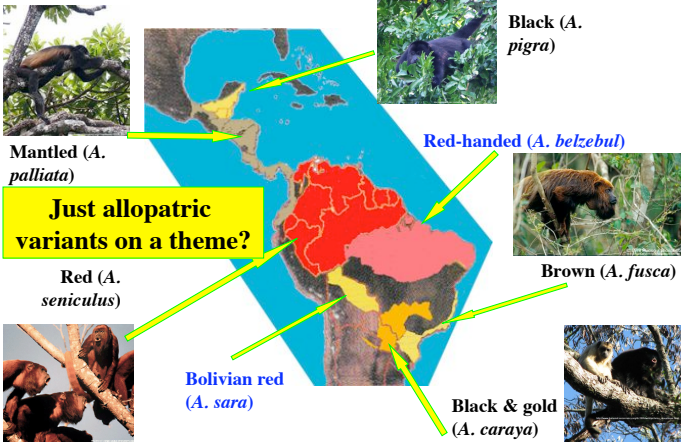 Black (A.
pigra)
Mantled (A.
palliata)
Red-handed (A. belzebul)
Just allopatric
variants on a theme?
Red (A.
seniculus)
Brown (A. fusca)
Bolivian red
(A. sara)
Black & gold
(A. caraya)